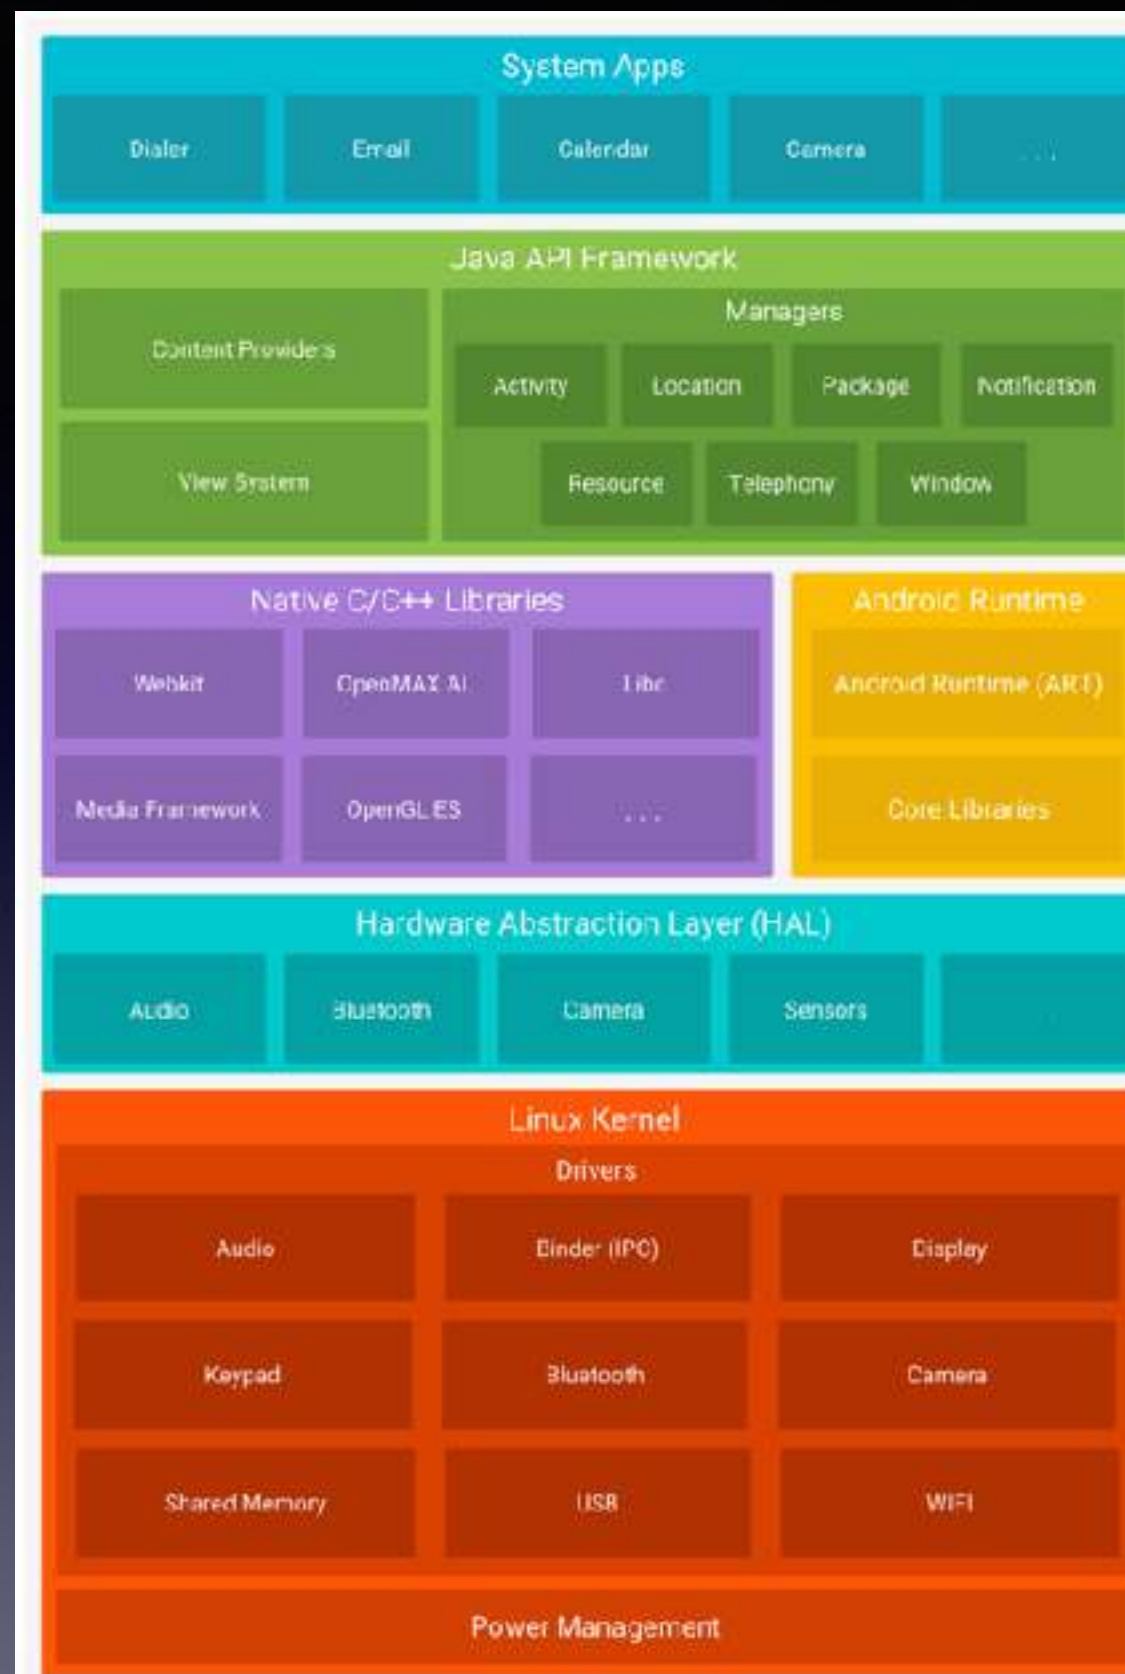 System Apps
Dialer Email Calendar Camera . . .
Java API Framework
Content Providers
View System
Managers
Activity Location Package Notification
Resource Telephony Window
Native C/C++ Libraries
Webkit OpenMAX AL Libc
Media Framework OpenGL ES . . .
Android Runtime
Android Runtime (ART)
Core Libraries
Hardware Abstraction Layer (HAL)
Audio Bluetooth Camera Sensors
Linux Kernel
Drivers
Audio Binder (IPC) Display
Keypad Bluetooth Camera
Shared Memory USB WIFI
Power Management